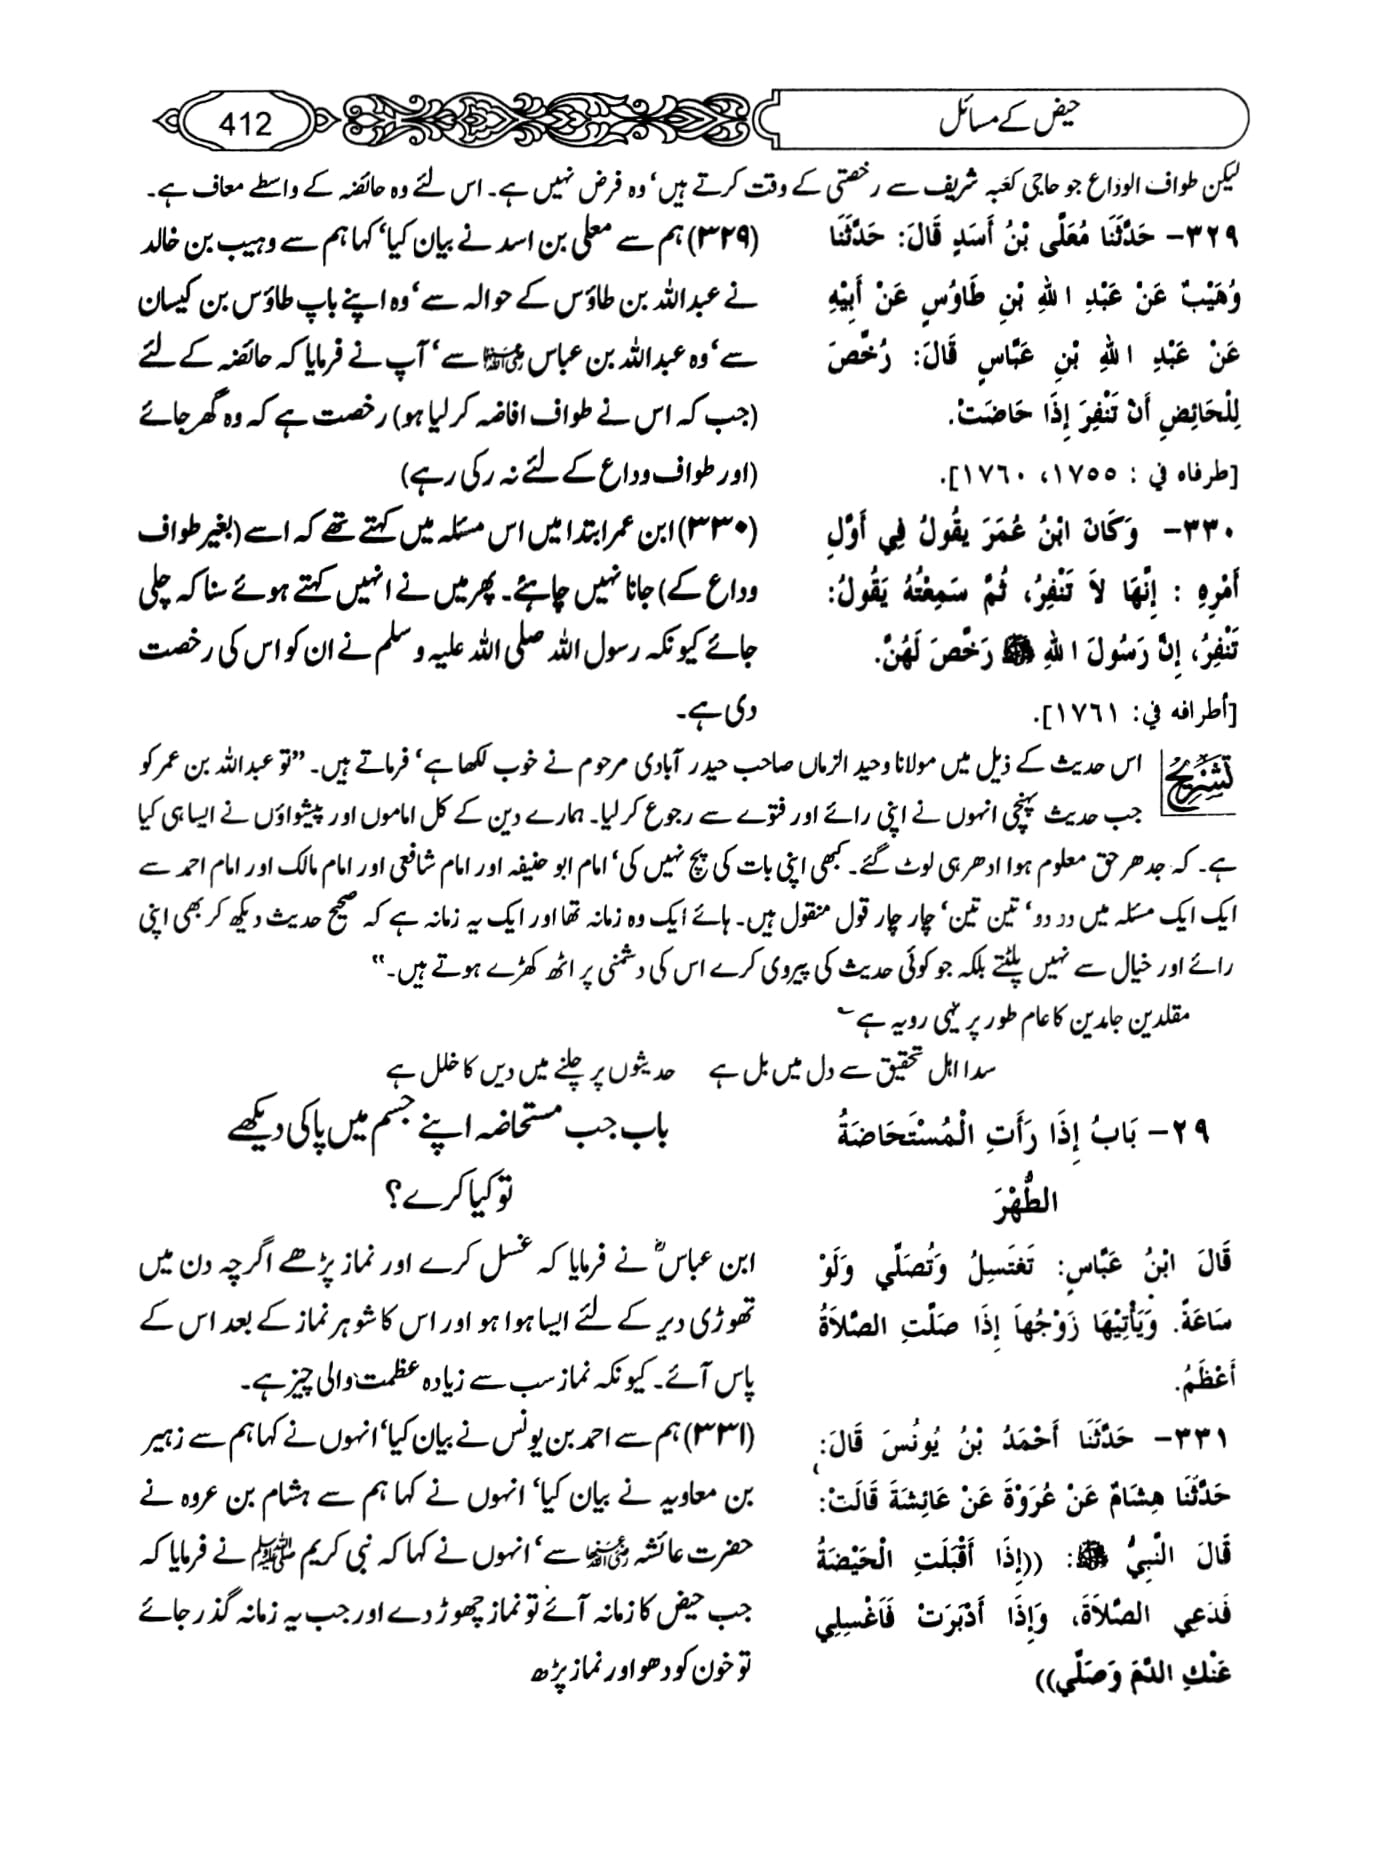 412
حیض کے مسائل
لیکن طواف الوداع جو حاجی کعبہ شریف سے رخصتی کے وقت کرتے ہیں‘ وہ فرض نہیں ہے۔ اس لئے وہ حائضہ کے واسطے معاف ہے۔
٣٢٩- حَدَّثَنَا مُعَلَّى بْنُ أَسَدٍ قَالَ: حَدَّثَنَا
وُهَيْبٌ عَنْ عَبْدِ اللهِ بْنِ طَاوُسٍ عَنْ أَبِيْهِ
عَنْ عَبْدِ اللهِ بْنِ عَبَّاسٍ قَالَ: رُخِّصَ
لِلْحَائِضِ أَنْ تَنْفِرَ إِذَا حَاضَتْ.
[طرفاه في : ١٧٥٥، ١٧٦٠].
(۳۲۹) ہم سے معلی بن اسد نے بیان کیا‘ کہا ہم سے وہیب بن خالد
نے عبداللہ بن طاؤس کے حوالہ سے‘ وہ اپنے باپ طاؤس بن کیسان
سے‘ وہ عبداللہ بن عباس رضی اللہ عنہما سے‘ آپ نے فرمایا کہ حائضہ کے لئے
(جب کہ اس نے طواف افاضہ کر لیا ہو) رخصت ہے کہ وہ گھر جائے
(اور طواف وداع کے لئے نہ رکی رہے)
٣٣٠- وَكَانَ ابْنُ عُمَرَ يَقُولُ فِي أَوَّلِ
أَمْرِهِ : إِنَّهَا لاَ تَنْفِرُ، ثُمَّ سَمِعْتُهُ يَقُولُ:
تَنْفِرُ، إِنَّ رَسُولَ اللهِ ﷺ رَخَّصَ لَهُنَّ.
[أطرافه في: ١٧٦١].
(۳۳۰) ابن عمر ابتدا میں اس مسئلہ میں کہتے تھے کہ اسے (بغیر طواف
وداع کے) جانا نہیں چاہئے۔ پھر میں نے انہیں کہتے ہوئے سنا کہ چلی
جائے کیونکہ رسول اللہ صلی اللہ علیہ و سلم نے ان کو اس کی رخصت
دی ہے۔
تشریح اس حدیث کے ذیل میں مولانا وحید الزماں صاحب حیدر آبادی مرحوم نے خوب لکھا ہے‘ فرماتے ہیں۔ ”تو عبداللہ بن عمر کو
جب حدیث پہنچی انہوں نے اپنی رائے اور فتوے سے رجوع کر لیا۔ ہمارے دین کے کل اماموں اور پیشواؤں نے ایسا ہی کیا
ہے۔ کہ جدھر حق معلوم ہوا ادھر ہی لوٹ گئے۔ کبھی اپنی بات کی پچ نہیں کی‘ امام ابو حنیفہ اور امام شافعی اور امام مالک اور امام احمد سے
ایک ایک مسئلہ میں دو دو‘ تین تین‘ چار چار قول منقول ہیں۔ ہائے ایک وہ زمانہ تھا اور ایک یہ زمانہ ہے کہ صحیح حدیث دیکھ کر بھی اپنی
رائے اور خیال سے نہیں پلٹتے بلکہ جو کوئی حدیث کی پیروی کرے اس کی دشمنی پر اٹھ کھڑے ہوتے ہیں۔“
مقلدین جامدین کا عام طور پر یہی رویہ ہے ؎
سدا اہل تحقیق سے دل میں بل ہے    حدیثوں پر چلنے میں دیں کا خلل ہے
٢٩- بَابُ إِذَا رَأَتِ الْمُسْتَحَاضَةُ
الطُّهْرَ
باب جب مستحاضہ اپنے جسم میں پاکی دیکھے
تو کیا کرے؟
قَالَ ابْنُ عَبَّاسٍ: تَغْتَسِلُ وَتُصَلِّي وَلَوْ
سَاعَةً. وَيَأْتِيْهَا زَوْجُهَا إِذَا صَلَّتِ الصَّلاَةُ
أَعْظَمُ.
ابن عباسؓ نے فرمایا کہ غسل کرے اور نماز پڑھے اگرچہ دن میں
تھوڑی دیر کے لئے ایسا ہوا ہو اور اس کا شوہر نماز کے بعد اس کے
پاس آئے۔ کیونکہ نماز سب سے زیادہ عظمت والی چیز ہے۔
٣٣١- حَدَّثَنَا أَحْمَدُ بْنُ يُونُسَ قَالَ:
حَدَّثَنَا هِشَامٌ عَنْ عُرْوَةَ عَنْ عَائِشَةَ قَالَتْ:
قَالَ النَّبِيُّ ﷺ: ((إِذَا أَقْبَلَتِ الْحَيْضَةُ
فَدَعِي الصَّلاَةَ، وَإِذَا أَدْبَرَتْ فَاغْسِلِي
عَنْكِ الدَّمَ وَصَلِّي))
(۳۳۱) ہم سے احمد بن یونس نے بیان کیا‘ انہوں نے کہا ہم سے زہیر
بن معاویہ نے بیان کیا‘ انہوں نے کہا ہم سے ہشام بن عروہ نے
حضرت عائشہ رضی اللہ عنہا سے‘ انہوں نے کہا کہ نبی کریم ﷺ نے فرمایا کہ
جب حیض کا زمانہ آئے تو نماز چھوڑ دے اور جب یہ زمانہ گذر جائے
تو خون کو دھو اور نماز پڑھ